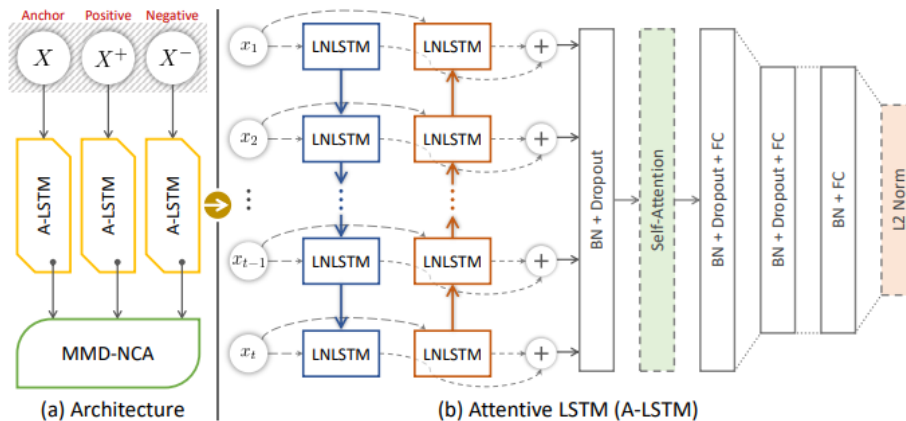 Anchor Positive Negative
X X⁺ X⁻
A-LSTM A-LSTM A-LSTM
MMD-NCA
(a) Architecture
x₁ LNLSTM LNLSTM +
x₂ LNLSTM LNLSTM +
...
xₜ₋₁ LNLSTM LNLSTM +
xₜ LNLSTM LNLSTM +
BN + Dropout
Self-Attention
BN + Dropout + FC
BN + Dropout + FC
BN + FC
L2 Norm
(b) Attentive LSTM (A-LSTM)